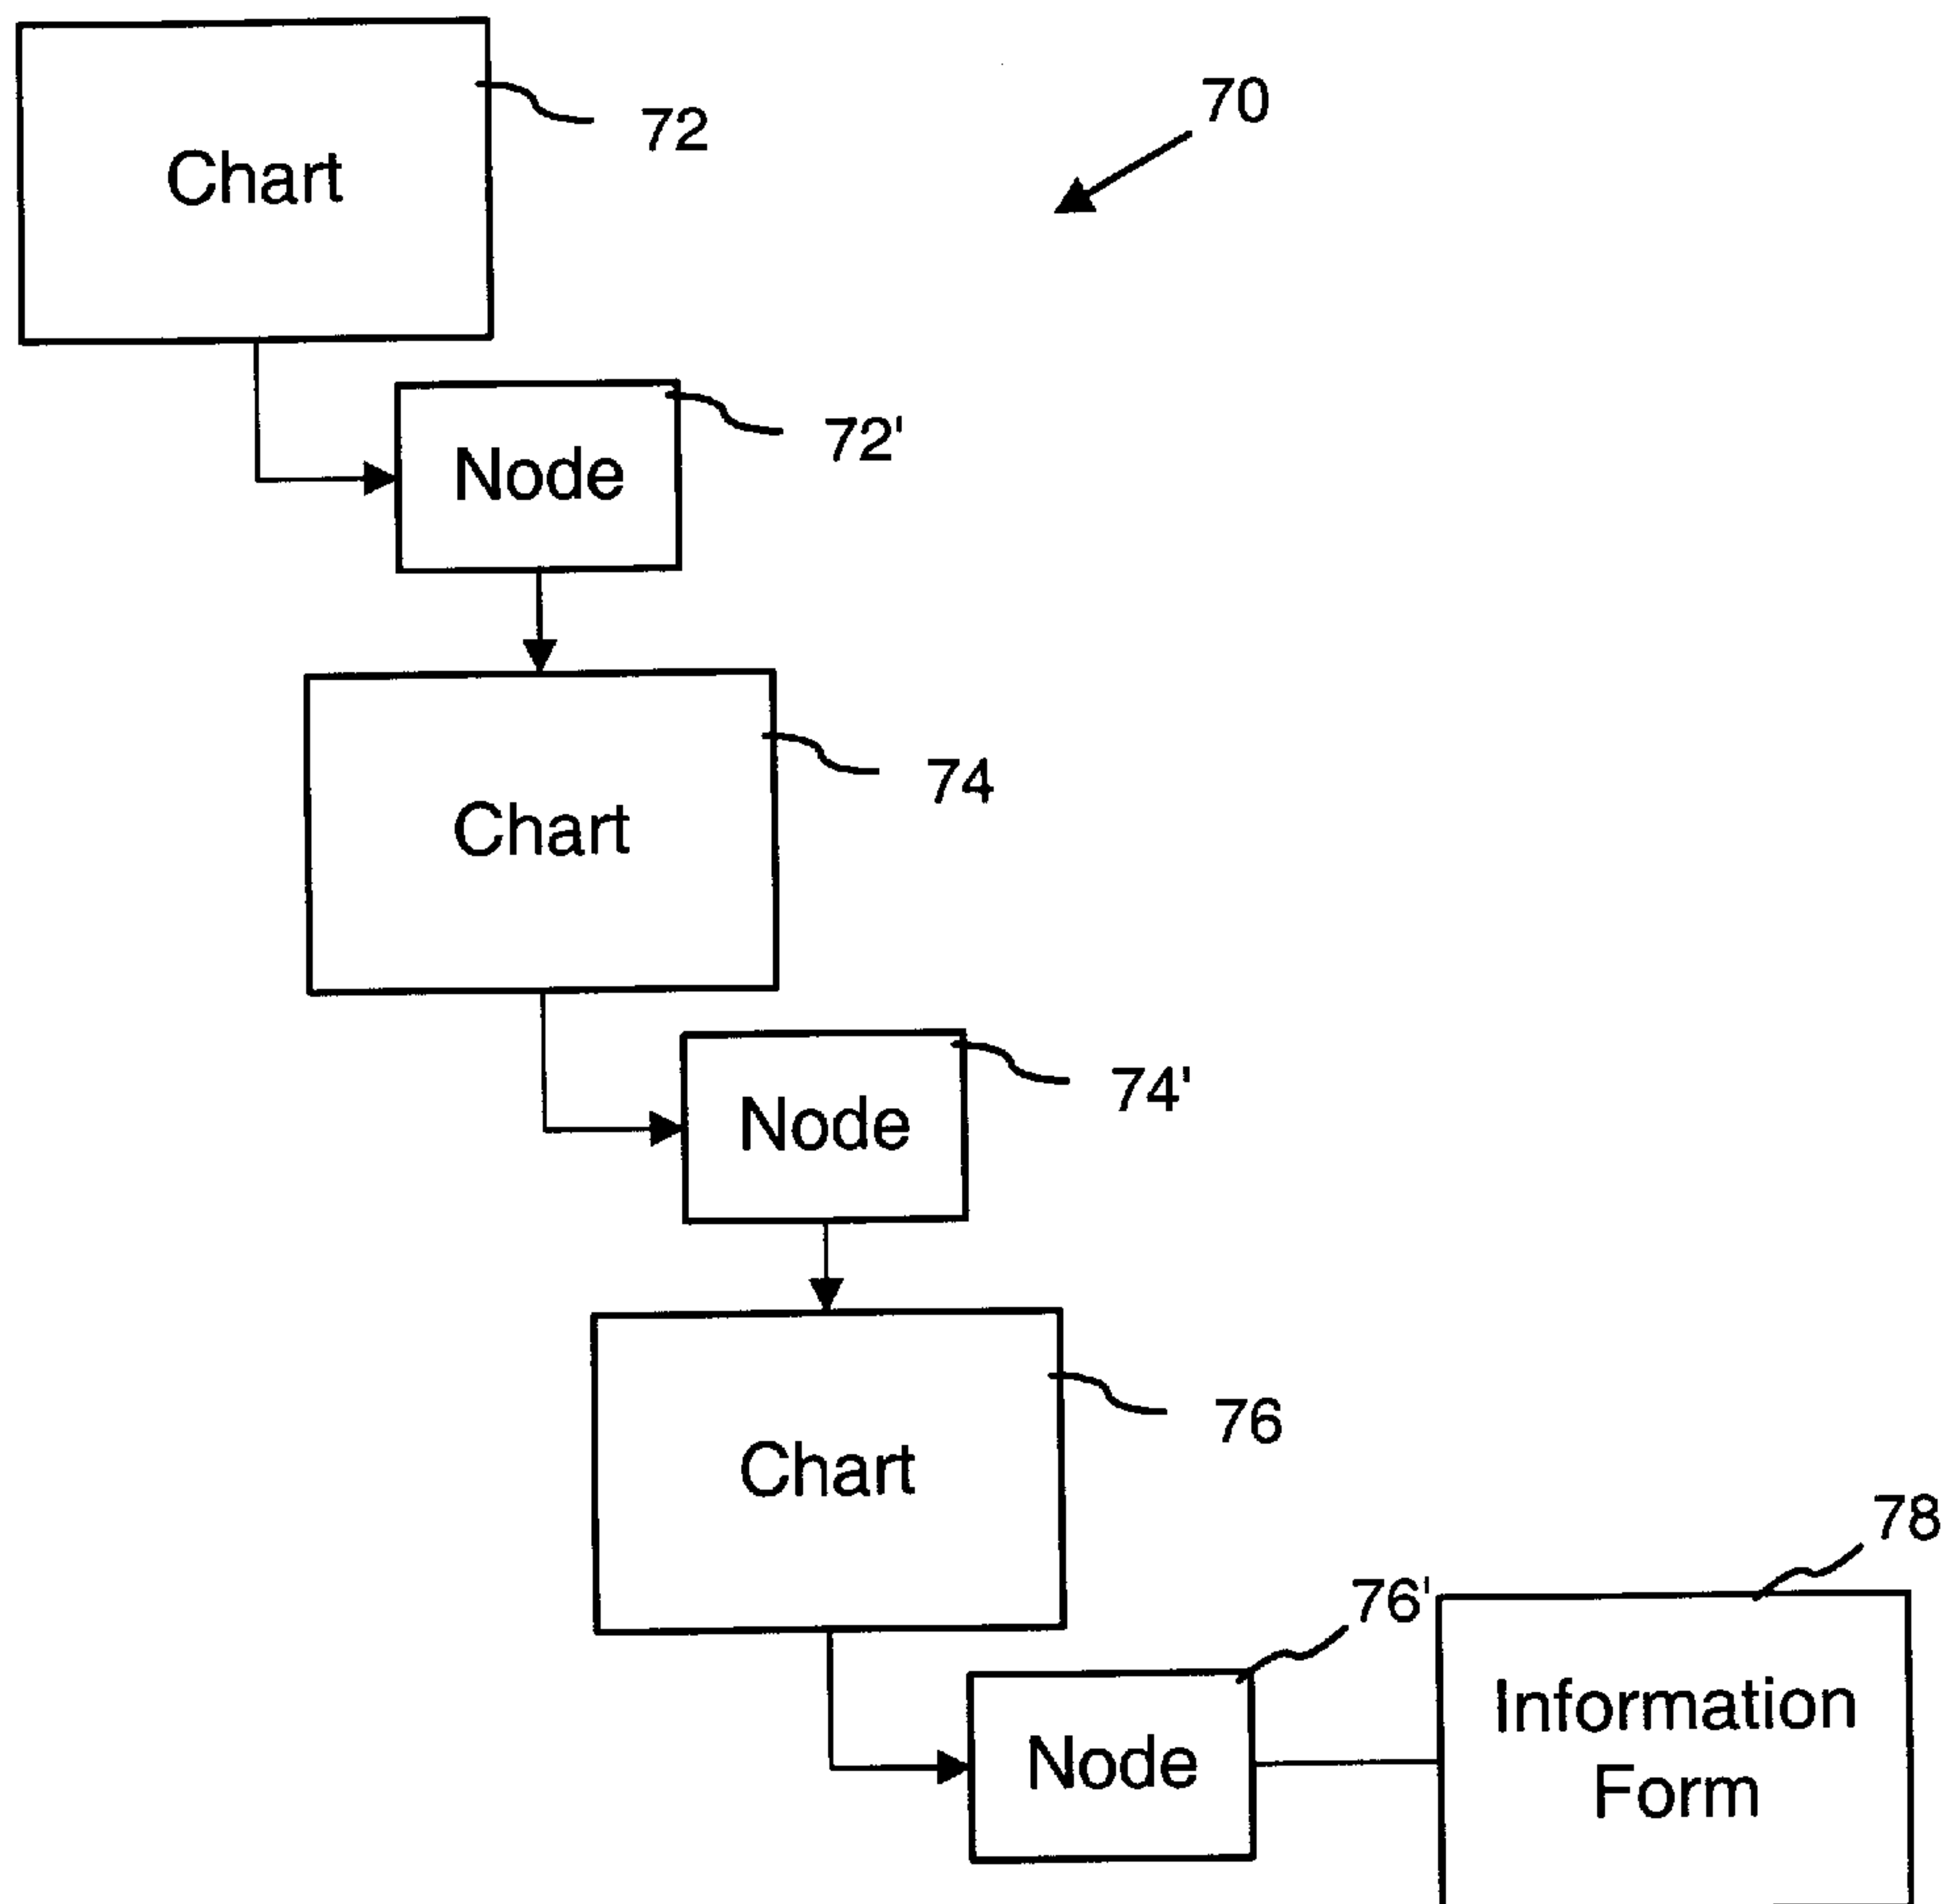 70
72
Chart
72'
Node
74
Chart
74'
Node
76
Chart
78
76'
Information
Form
Node